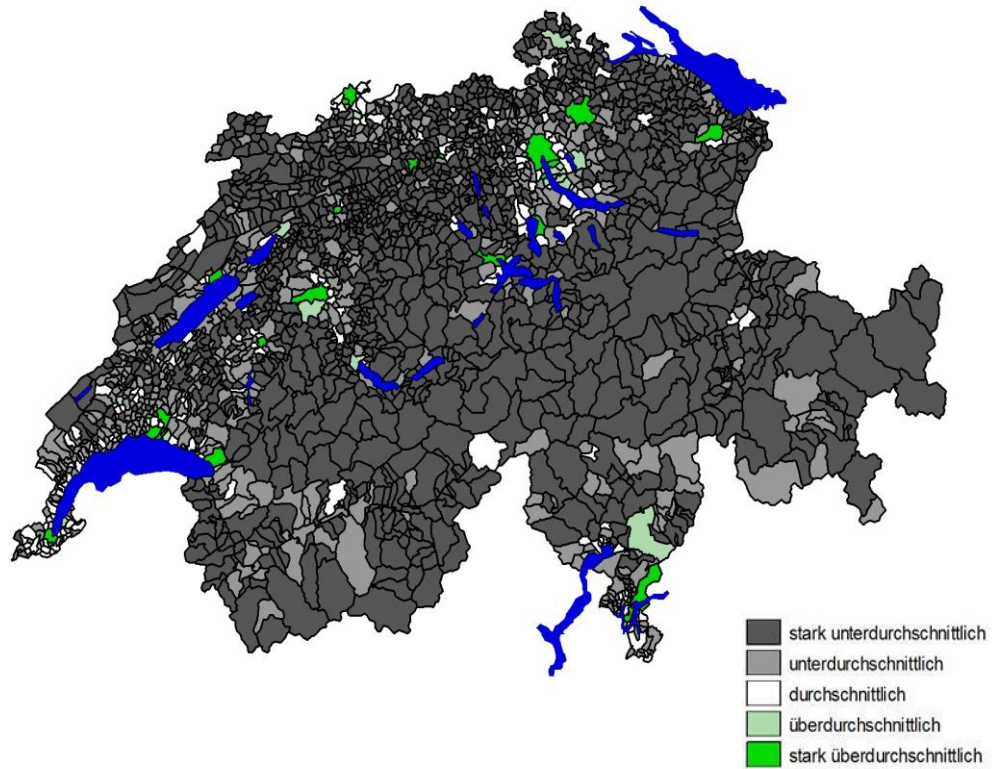 stark unterdurchschnittlich
unterdurchschnittlich
durchschnittlich
überdurchschnittlich
stark überdurchschnittlich